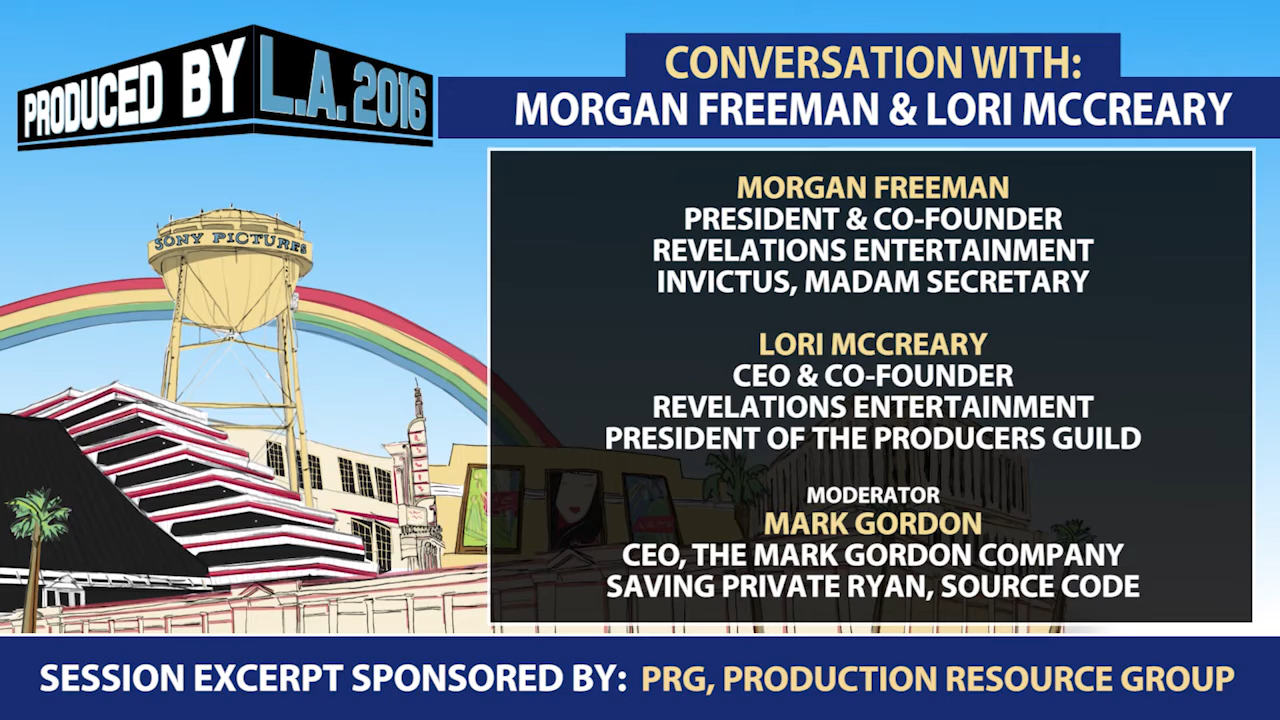 PRODUCED BY L.A. 2016
CONVERSATION WITH:
MORGAN FREEMAN & LORI MCCREARY
SONY PICTURES
MORGAN FREEMAN
PRESIDENT & CO-FOUNDER
REVELATIONS ENTERTAINMENT
INVICTUS, MADAM SECRETARY
LORI MCCREARY
CEO & CO-FOUNDER
REVELATIONS ENTERTAINMENT
PRESIDENT OF THE PRODUCERS GUILD
MODERATOR
MARK GORDON
CEO, THE MARK GORDON COMPANY
SAVING PRIVATE RYAN, SOURCE CODE
SESSION EXCERPT SPONSORED BY: PRG, PRODUCTION RESOURCE GROUP